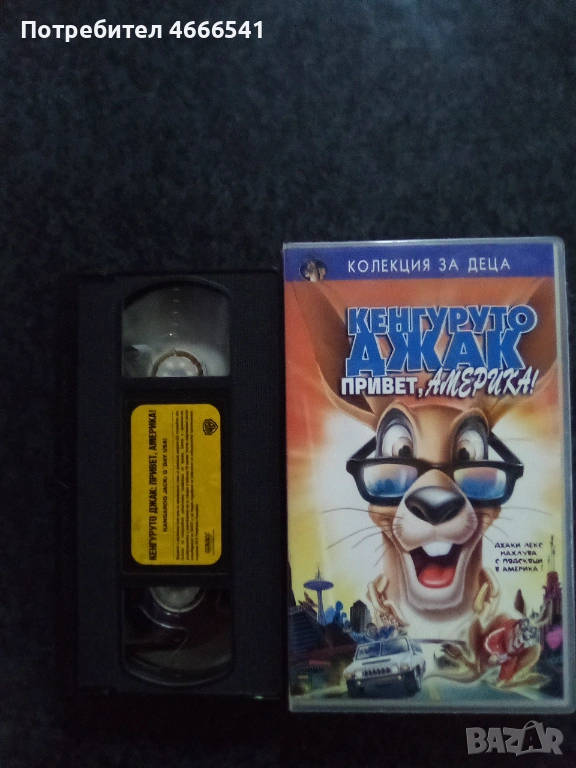 Потребител 4666541
КОЛЕКЦИЯ ЗА ДЕЦА
КЕНГУРУТО
ДЖАК
ПРИВЕТ, АМЕРИКА!
ДЖАКИ ЛЕКС
НАХЛУВА
С ПОДСКОЦИ
В АМЕРИКА!
КЕНГУРУТО ДЖАК: ПРИВЕТ, АМЕРИКА!
KANGAROO JACK: G'DAY USA!
BAZAR